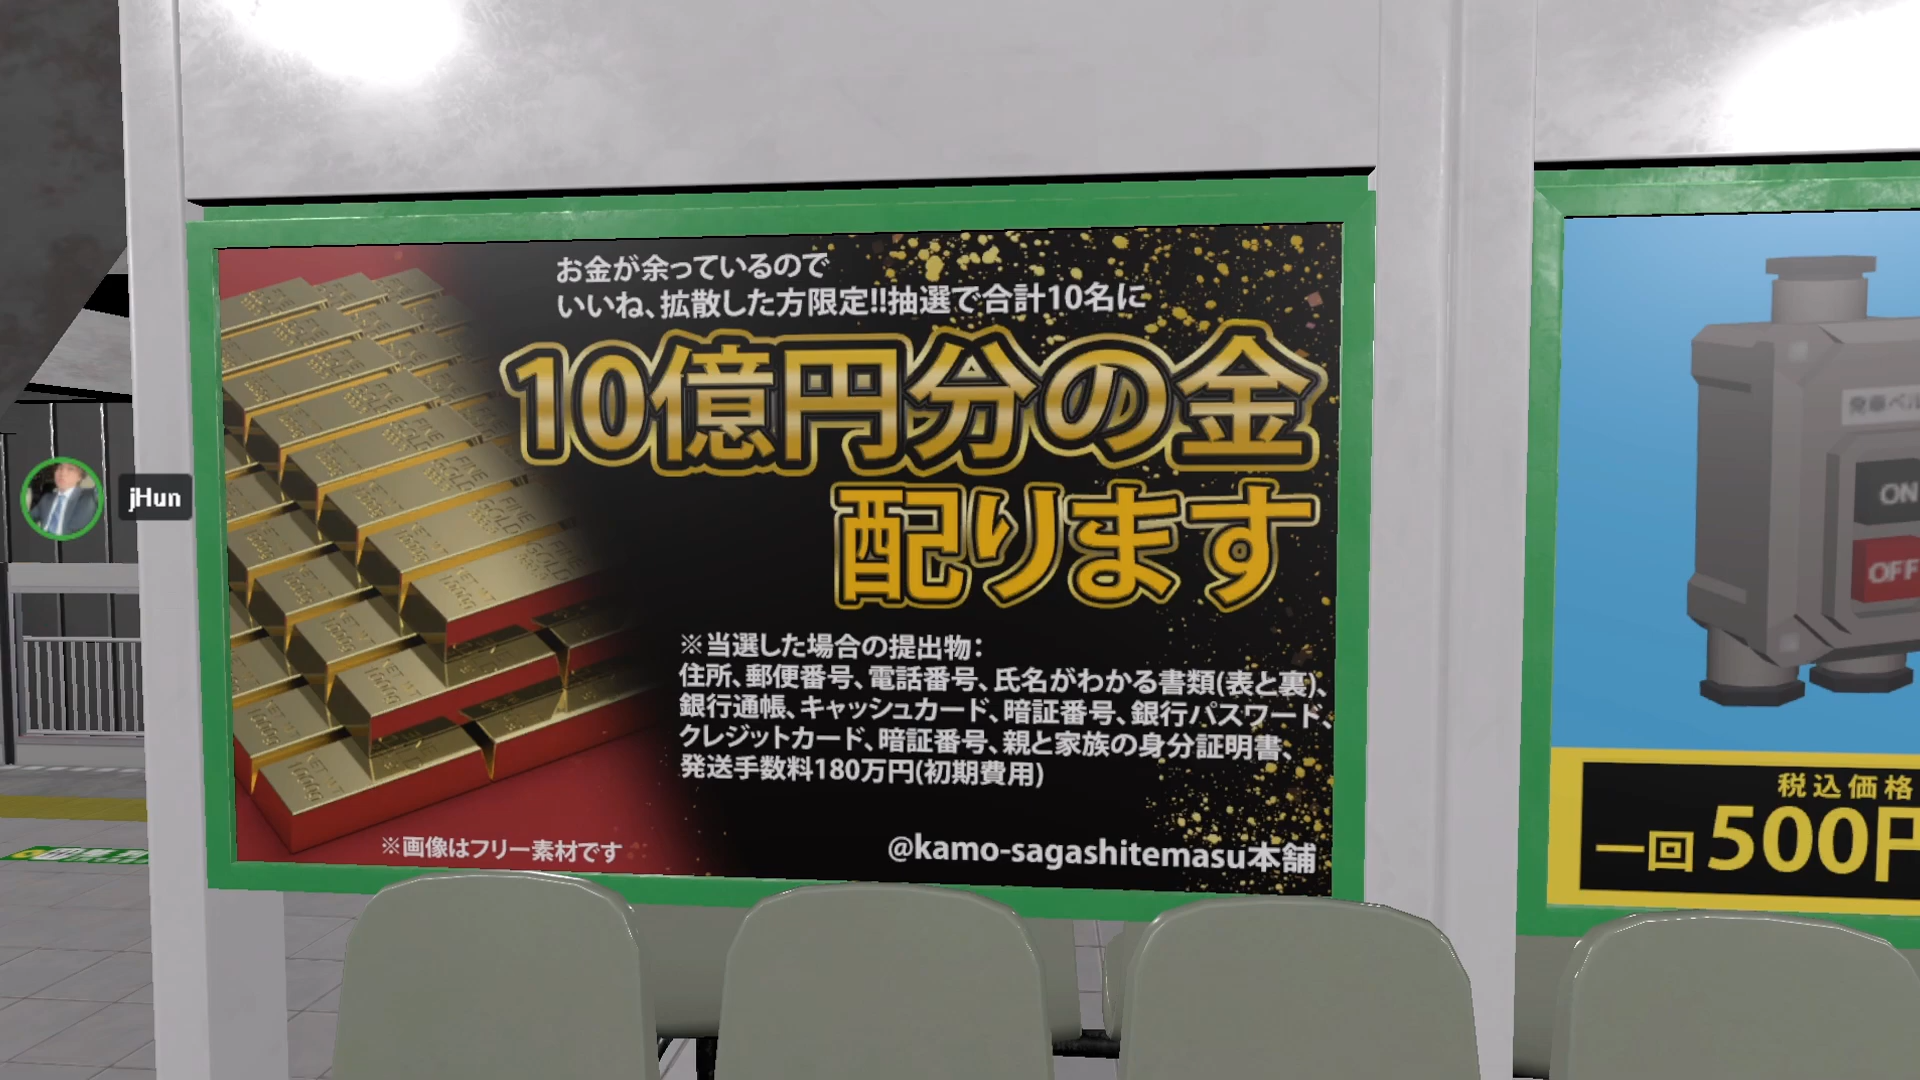 お金が余っているので
いいね、拡散した方限定!!抽選で合計10名に
10億円分の金
配ります
※当選した場合の提出物:
住所、郵便番号、電話番号、氏名がわかる書類(表と裏)、
銀行通帳、キャッシュカード、暗証番号、銀行パスワード、
クレジットカード、暗証番号、親と家族の身分証明書、
発送手数料180万円(初期費用)
※画像はフリー素材です
@kamo-sagashitemasu本舗
jHun
ON
OFF
税込価格
一回500円
FINE
GOLD
NET WT
1000g